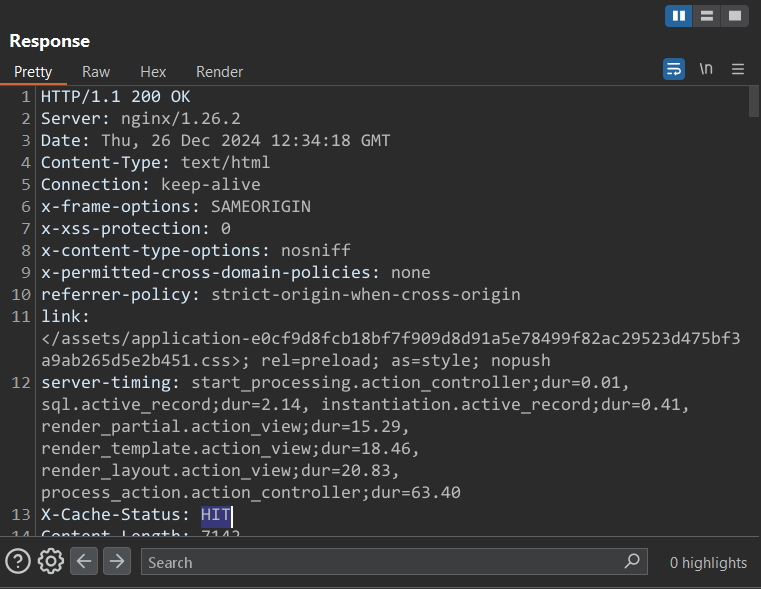 Response
Pretty Raw Hex Render \n
1 HTTP/1.1 200 OK
2 Server: nginx/1.26.2
3 Date: Thu, 26 Dec 2024 12:34:18 GMT
4 Content-Type: text/html
5 Connection: keep-alive
6 x-frame-options: SAMEORIGIN
7 x-xss-protection: 0
8 x-content-type-options: nosniff
9 x-permitted-cross-domain-policies: none
10 referrer-policy: strict-origin-when-cross-origin
11 link:
</assets/application-e0cf9d8fcb18bf7f909d8d91a5e78499f82ac29523d475bf3
a9ab265d5e2b451.css>; rel=preload; as=style; nopush
12 server-timing: start_processing.action_controller;dur=0.01,
sql.active_record;dur=2.14, instantiation.active_record;dur=0.41,
render_partial.action_view;dur=15.29,
render_template.action_view;dur=18.46,
render_layout.action_view;dur=20.83,
process_action.action_controller;dur=63.40
13 X-Cache-Status: HIT
14 Content-Length: 7142
? Search 0 highlights